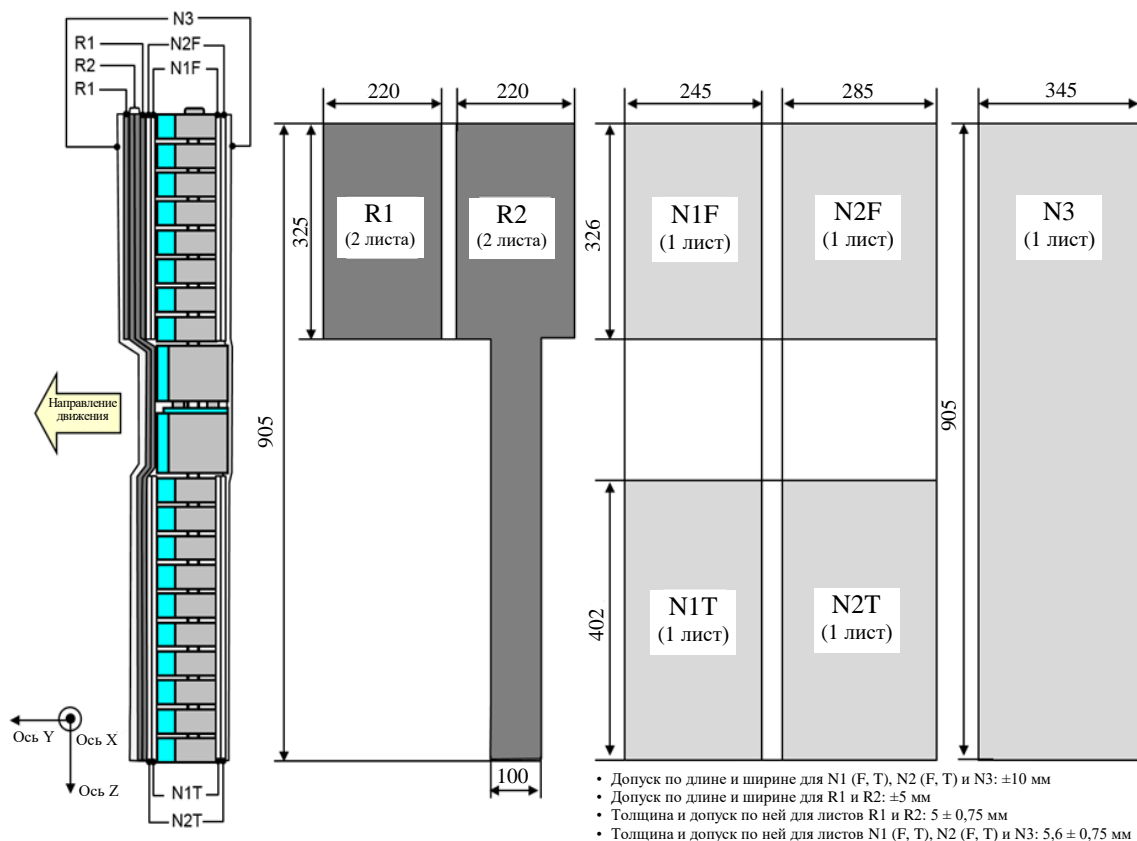 N3
R1
N2F
R2
N1F
R1
220
220
245
285
345
R1
(2 листа)
R2
(2 листа)
N1F
(1 лист)
N2F
(1 лист)
N3
(1 лист)
325
326
Направление
движения
905
905
N1T
(1 лист)
N2T
(1 лист)
402
Ось Y
Ось X
Ось Z
N1T
N2T
100
• Допуск по длине и ширине для N1 (F, T), N2 (F, T) и N3: ±10 мм
• Допуск по длине и ширине для R1 и R2: ±5 мм
• Толщина и допуск по ней для листов R1 и R2: 5 ± 0,75 мм
• Толщина и допуск по ней для листов N1 (F, T), N2 (F, T) и N3: 5,6 ± 0,75 мм